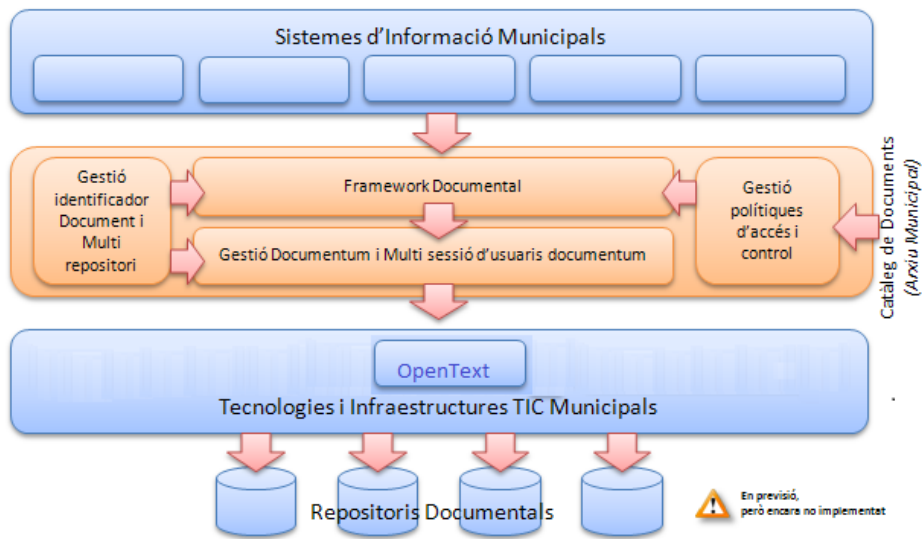 Sistemes d'Informació Municipals
Gestió
identificador
Document i
Multi
repositori
Framework Documental
Gestió Documentum i Multi sessió d'usuaris documentum
Gestió
polítiques
d'accés i
control
Catàleg de Documents
(Arxiu Municipal)
OpenText
Tecnologies i Infraestructures TIC Municipals
.
Repositoris Documentals
En previsió,
però encara no implementat